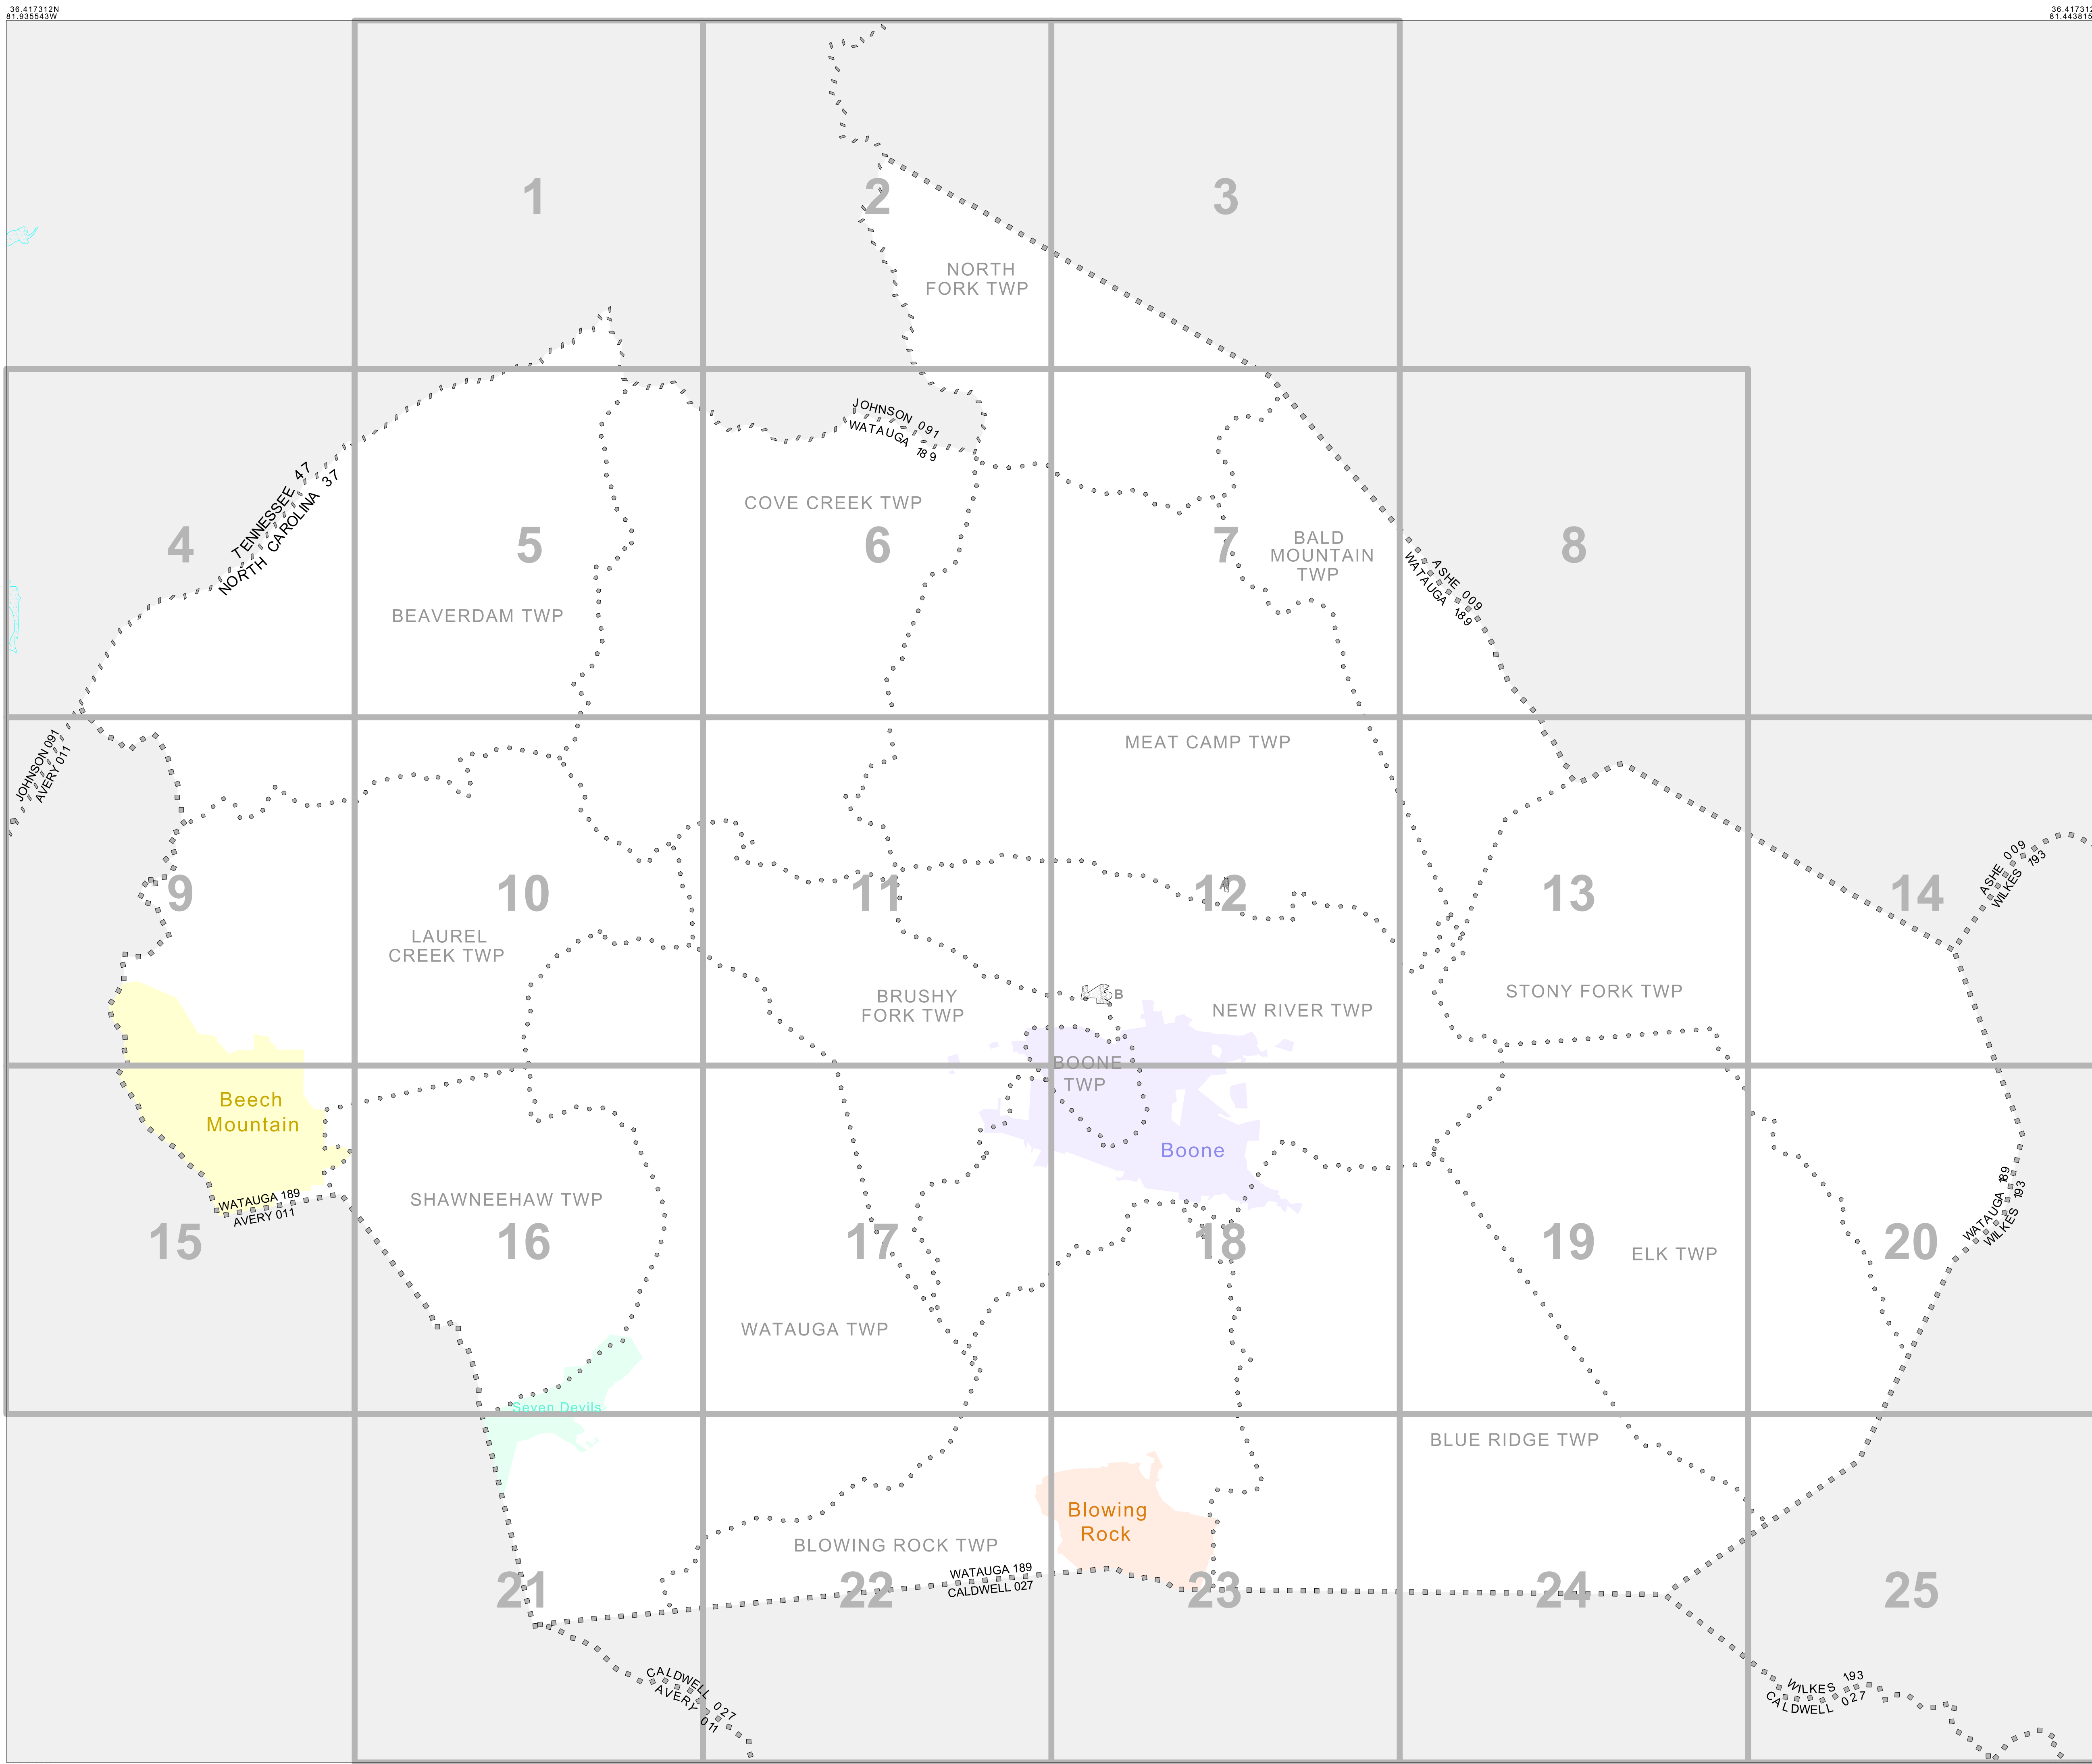 36.417312N
81.935543W
36.417312
81.443815
1
2
3
NORTH
FORK TWP
JOHNSON 091
WATAUGA 189
TENNESSEE 47
NORTH CAROLINA 37
COVE CREEK TWP
4
5
6
7
8
BALD
MOUNTAIN
TWP
ASHE 009
WATAUGA 189
BEAVERDAM TWP
JOHNSON 091
AVERY 011
MEAT CAMP TWP
ASHE 009
WILKES 193
9
10
11
12
A
13
14
LAUREL
CREEK TWP
BRUSHY
FORK TWP
B
NEW RIVER TWP
STONY FORK TWP
BOONE
TWP
Beech
Mountain
Boone
WATAUGA 189
AVERY 011
SHAWNEEHAW TWP
WATAUGA 189
WILKES 193
15
16
17
18
19
ELK TWP
20
WATAUGA TWP
Seven Devils
BLUE RIDGE TWP
Blowing
Rock
BLOWING ROCK TWP
WATAUGA 189
CALDWELL 027
21
22
23
24
25
CALDWELL 027
AVERY 011
WILKES 193
CALDWELL 027